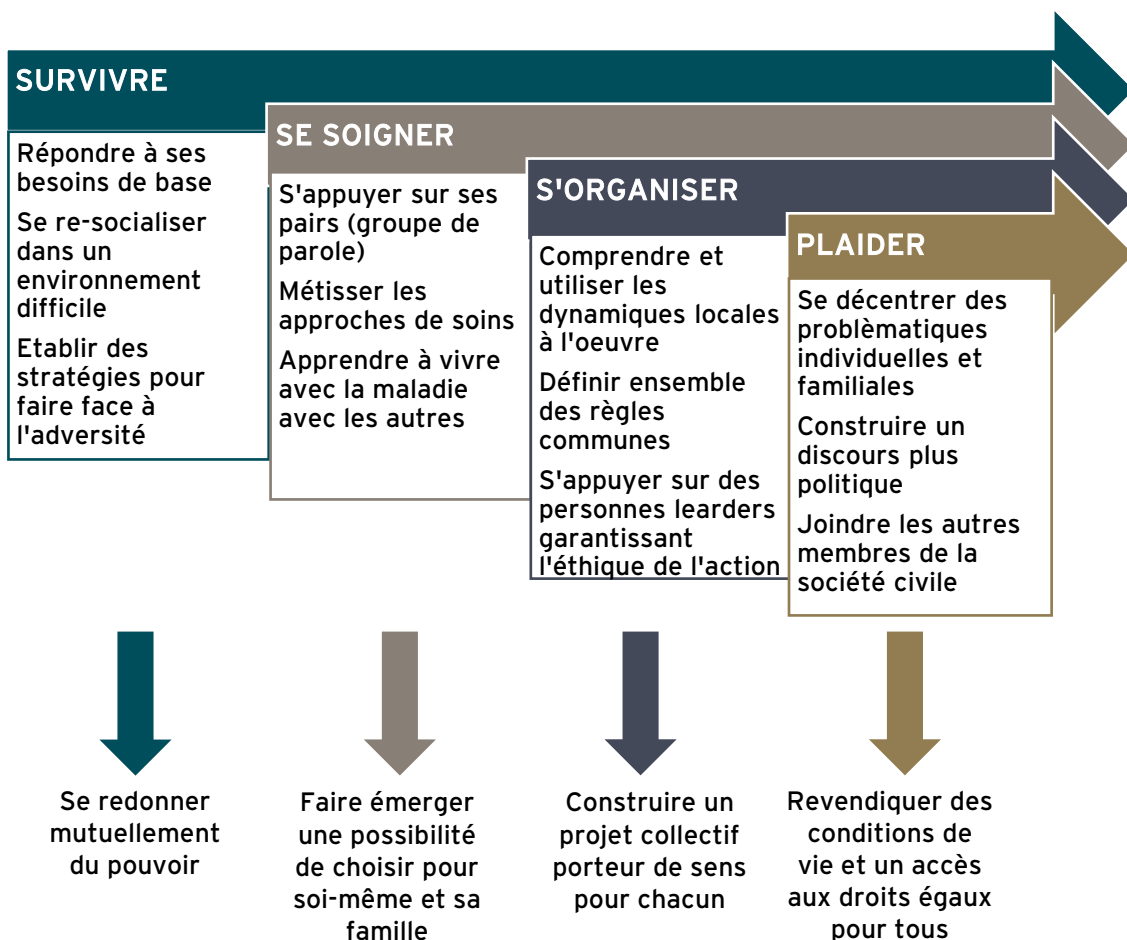 SURVIVRE
Répondre à ses
besoins de base
Se re-socialiser
dans un
environnement
difficile
Etablir des
stratégies pour
faire face à
l'adversité
SE SOIGNER
S'appuyer sur ses
pairs (groupe de
parole)
Métisser les
approches de soins
Apprendre à vivre
avec la maladie
avec les autres
S'ORGANISER
Comprendre et
utiliser les
dynamiques locales
à l'oeuvre
Définir ensemble
des règles
communes
S'appuyer sur des
personnes learders
garantissant
l'éthique de l'action
PLAIDER
Se décentrer des
problèmatiques
individuelles et
familiales
Construire un
discours plus
politique
Joindre les autres
membres de la
société civile
Se redonner
mutuellement
du pouvoir
Faire émerger
une possibilité
de choisir pour
soi-même et sa
famille
Construire un
projet collectif
porteur de sens
pour chacun
Revendiquer des
conditions de
vie et un accès
aux droits égaux
pour tous